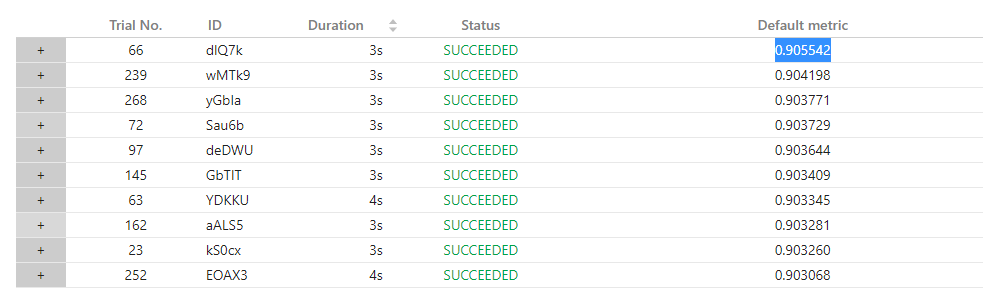 Trial No. ID Duration Status Default metric
+ 66 dlQ7k 3s SUCCEEDED 0.905542
+ 239 wMTk9 3s SUCCEEDED 0.904198
+ 268 yGbla 3s SUCCEEDED 0.903771
+ 72 Sau6b 3s SUCCEEDED 0.903729
+ 97 deDWU 3s SUCCEEDED 0.903644
+ 145 GbTIT 3s SUCCEEDED 0.903409
+ 63 YDKKU 4s SUCCEEDED 0.903345
+ 162 aALS5 3s SUCCEEDED 0.903281
+ 23 kS0cx 3s SUCCEEDED 0.903260
+ 252 EOAX3 4s SUCCEEDED 0.903068